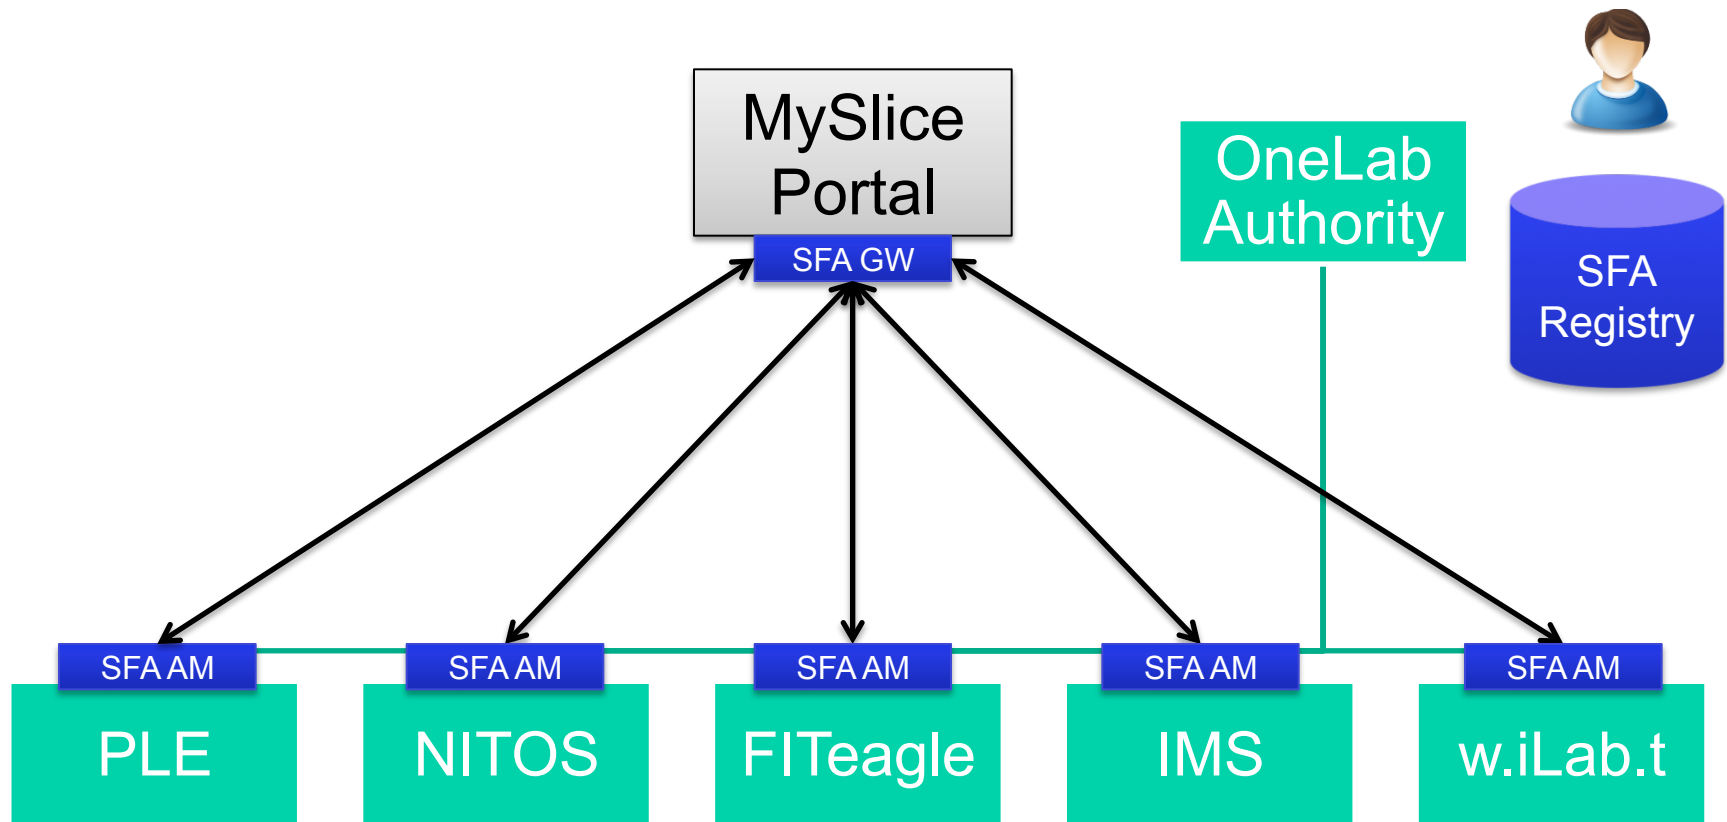 MySlice
Portal
SFA GW
OneLab
Authority
SFA
Registry
SFA AM
SFA AM
SFA AM
SFA AM
SFA AM
PLE
NITOS
FITeagle
IMS
w.iLab.t